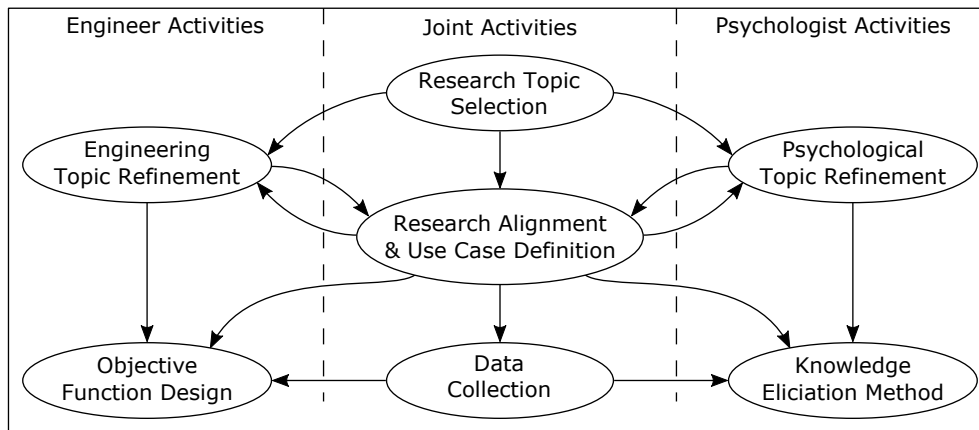 Engineer Activities
Joint Activities
Psychologist Activities
Research Topic
Selection
Engineering
Topic Refinement
Psychological
Topic Refinement
Research Alignment
& Use Case Definition
Objective
Function Design
Data
Collection
Knowledge
Eliciation Method